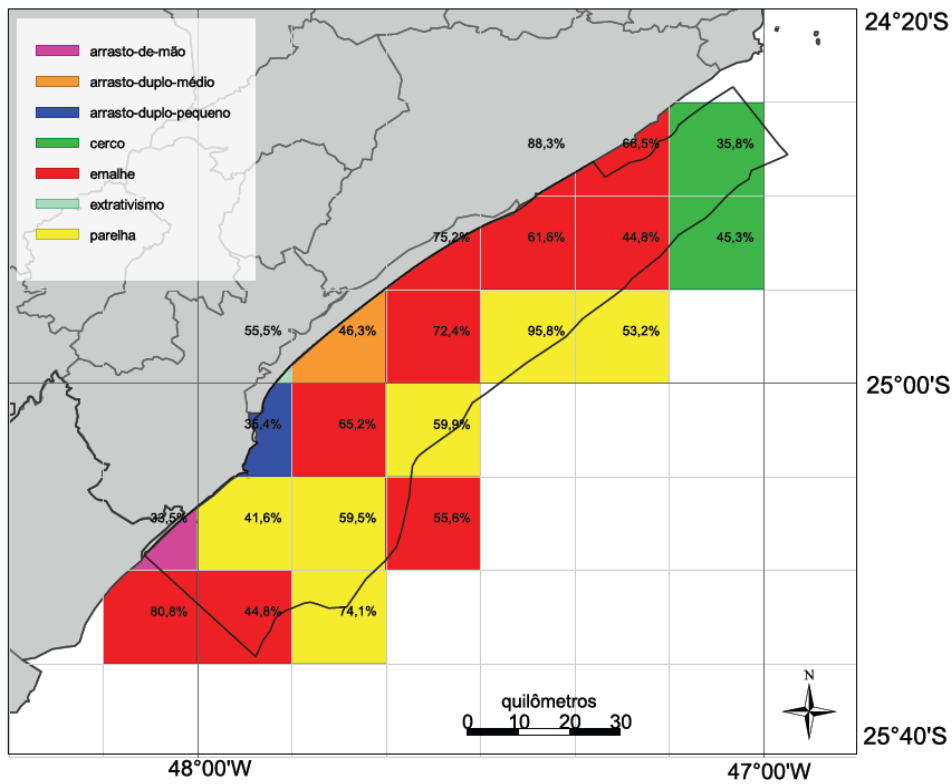 24°20'S
arrasto-de-mão
arrasto-duplo-médio
arrasto-duplo-pequeno
cerco
emalhe
extrativismo
parelha
88,3% 66,5% 35,8%
75,2% 61,6% 44,8% 45,3%
55,5% 46,3% 72,4% 95,8% 53,2%
25°00'S
35,4% 65,2% 59,9%
33,5% 41,6% 59,5% 55,6%
80,8% 44,8% 74,1%
N
quilômetros
0 10 20 30
25°40'S
48°00'W 47°00'W